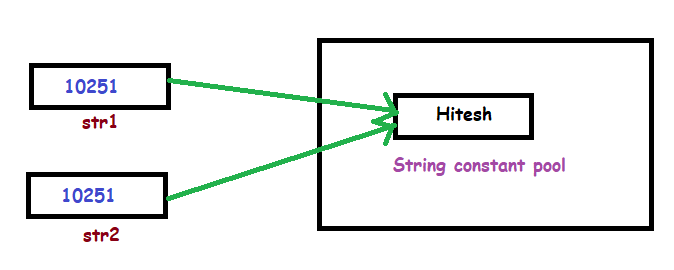 10251
str1
10251
str2
Hitesh
String constant pool